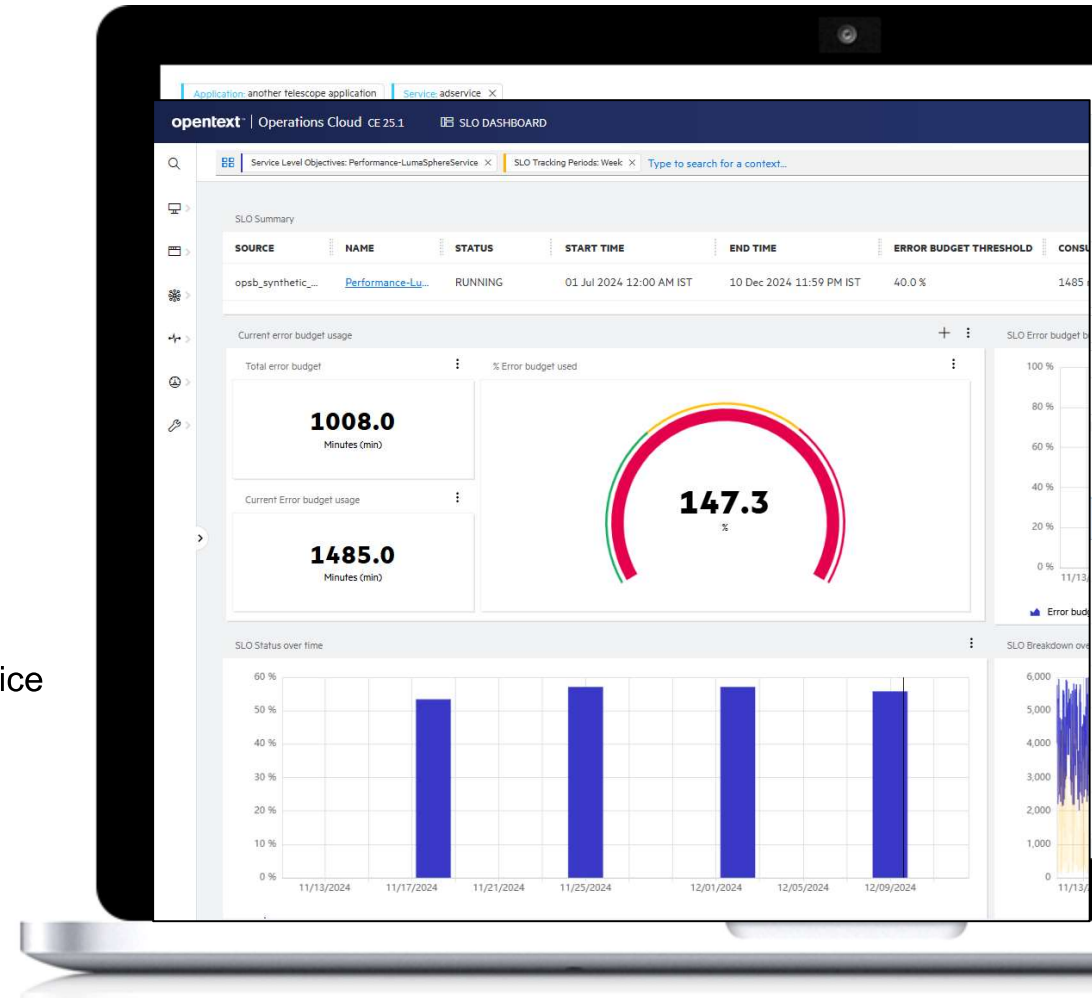 Application: another telescope application Service: adservice ×
opentext™ | Operations Cloud CE 25.1 SLO DASHBOARD
Service Level Objectives: Performance-LumaSphereService × SLO Tracking Periods: Week × Type to search for a context...
SLO Summary
SOURCE NAME STATUS START TIME END TIME ERROR BUDGET THRESHOLD CONSU
opsb_synthetic_... Performance-Lu... RUNNING 01 Jul 2024 12:00 AM IST 10 Dec 2024 11:59 PM IST 40.0 % 1485
Current error budget usage
SLO Error budget b
Total error budget
% Error budget used
1008.0
Minutes (min)
Current Error budget usage
1485.0
Minutes (min)
147.3
%
100 %
80 %
60 %
40 %
20 %
0 %
11/13/
Error budg
ice
SLO Status over time
60 %
50 %
40 %
30 %
20 %
10 %
0 %
11/13/2024 11/17/2024 11/21/2024 11/25/2024 12/01/2024 12/05/2024 12/09/2024
SLO Breakdown ove
6,000
5,000
4,000
3,000
2,000
1,000
0
11/13/